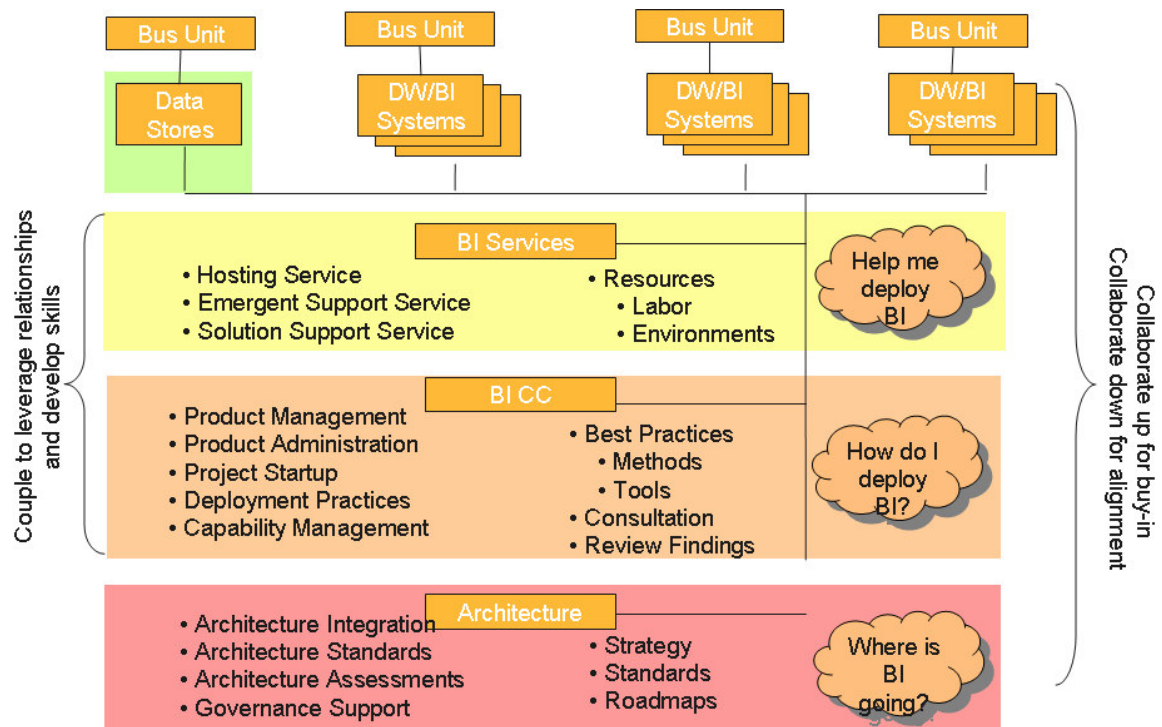 Bus Unit
Bus Unit
Bus Unit
Bus Unit
Data
Stores
DW/BI
Systems
DW/BI
Systems
DW/BI
Systems
BI Services
• Hosting Service
• Emergent Support Service
• Solution Support Service
• Resources
• Labor
• Environments
Help me
deploy
BI
BI CC
• Product Management
• Product Administration
• Project Startup
• Deployment Practices
• Capability Management
• Best Practices
• Methods
• Tools
• Consultation
• Review Findings
How do I
deploy
BI?
Architecture
• Architecture Integration
• Architecture Standards
• Architecture Assessments
• Governance Support
• Strategy
• Standards
• Roadmaps
Where is
BI
going?
Couple to leverage relationships
and develop skills
Collaborate up for buy-in
Collaborate down for alignment